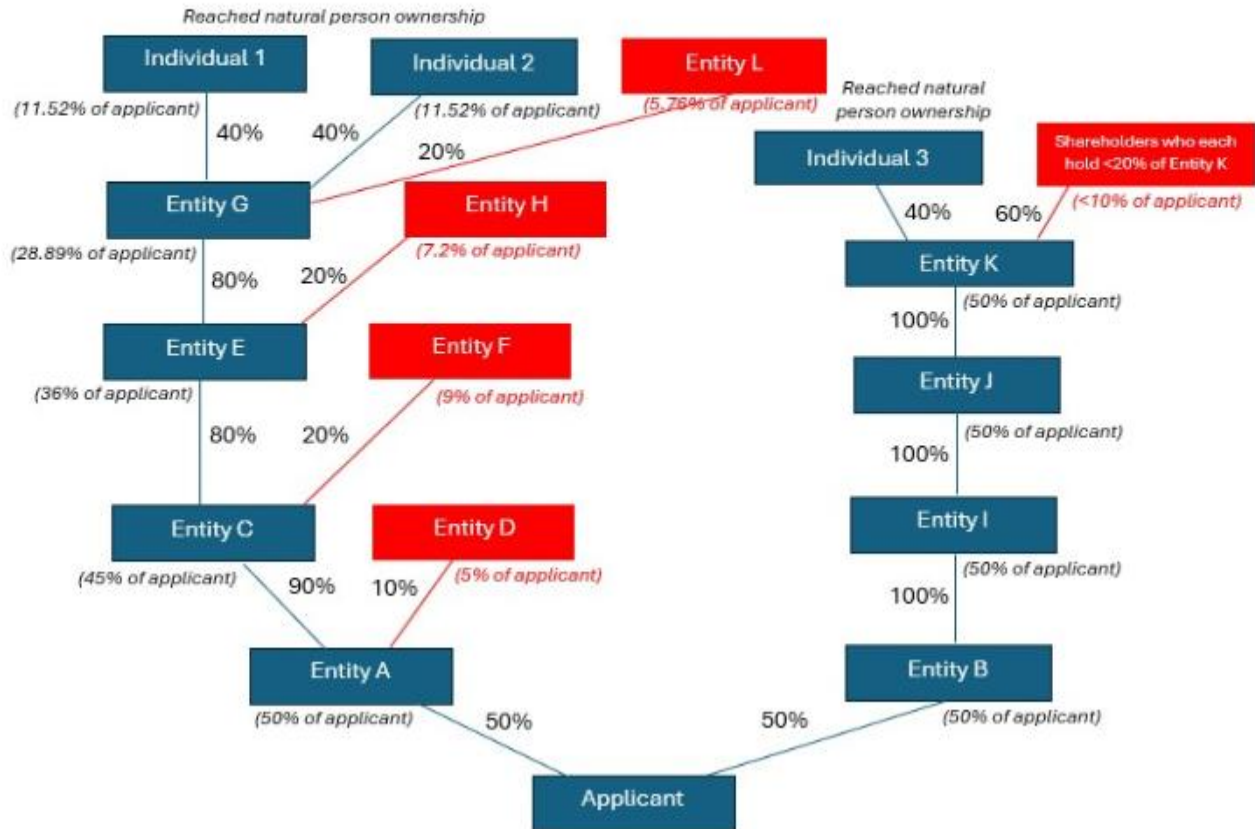 Reached natural person ownership
Individual 1
Individual 2
Entity L
(11.52% of applicant)
(11.52% of applicant)
(5.76% of applicant)
Reached natural
person ownership
40%
40%
20%
Individual 3
Shareholders who each
hold <20% of Entity K
(<10% of applicant)
Entity G
Entity H
40%
60%
(28.89% of applicant)
(7.2% of applicant)
Entity K
80%
20%
(50% of applicant)
100%
Entity E
Entity F
(36% of applicant)
(9% of applicant)
Entity J
(50% of applicant)
80%
20%
100%
Entity C
Entity D
Entity I
(45% of applicant)
(5% of applicant)
(50% of applicant)
90%
10%
100%
Entity A
Entity B
(50% of applicant)
(50% of applicant)
50%
50%
Applicant